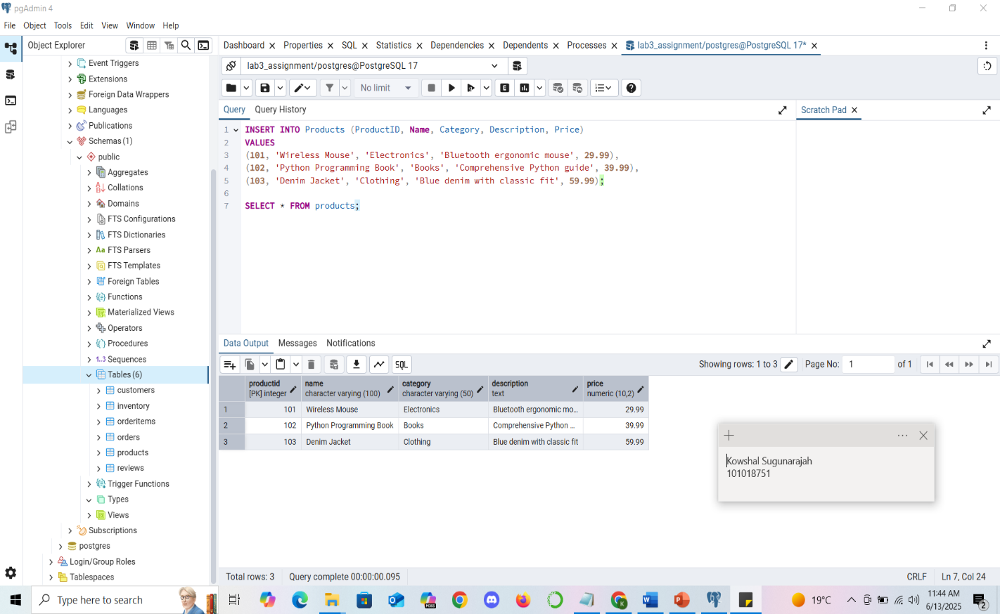 pgAdmin 4
File Object Tools Edit View Window Help
Object Explorer
Dashboard Properties SQL Statistics Dependencies Dependents Processes lab3_assignment/postgres@PostgreSQL 17*
Event Triggers
Extensions
Foreign Data Wrappers
Languages
Publications
Schemas (1)
public
Aggregates
Collations
Domains
FTS Configurations
FTS Dictionaries
Aa FTS Parsers
FTS Templates
Foreign Tables
Functions
Materialized Views
Operators
Procedures
1..3 Sequences
Tables (6)
customers
inventory
orderitems
orders
products
reviews
Trigger Functions
Types
Views
Subscriptions
postgres
Login/Group Roles
Tablespaces
lab3_assignment/postgres@PostgreSQL 17
No limit
E
Query Query History
Scratch Pad
1 INSERT INTO Products (ProductID, Name, Category, Description, Price)
2 VALUES
3 (101, 'Wireless Mouse', 'Electronics', 'Bluetooth ergonomic mouse', 29.99),
4 (102, 'Python Programming Book', 'Books', 'Comprehensive Python guide', 39.99),
5 (103, 'Denim Jacket', 'Clothing', 'Blue denim with classic fit', 59.99);
6
7 SELECT * FROM products;
Data Output Messages Notifications
SQL
Showing rows: 1 to 3 Page No: 1 of 1
productid name category description price
[PK] integer character varying (100) character varying (50) text numeric (10,2)
1 101 Wireless Mouse Electronics Bluetooth ergonomic mo... 29.99
2 102 Python Programming Book Books Comprehensive Python ... 39.99
3 103 Denim Jacket Clothing Blue denim with classic fit 59.99
Kowshal Sugunarajah
101018751
Total rows: 3 Query complete 00:00:00.095 CRLF Ln 7, Col 24
Type here to search
M365
19°C
11:44 AM
6/13/2025
2